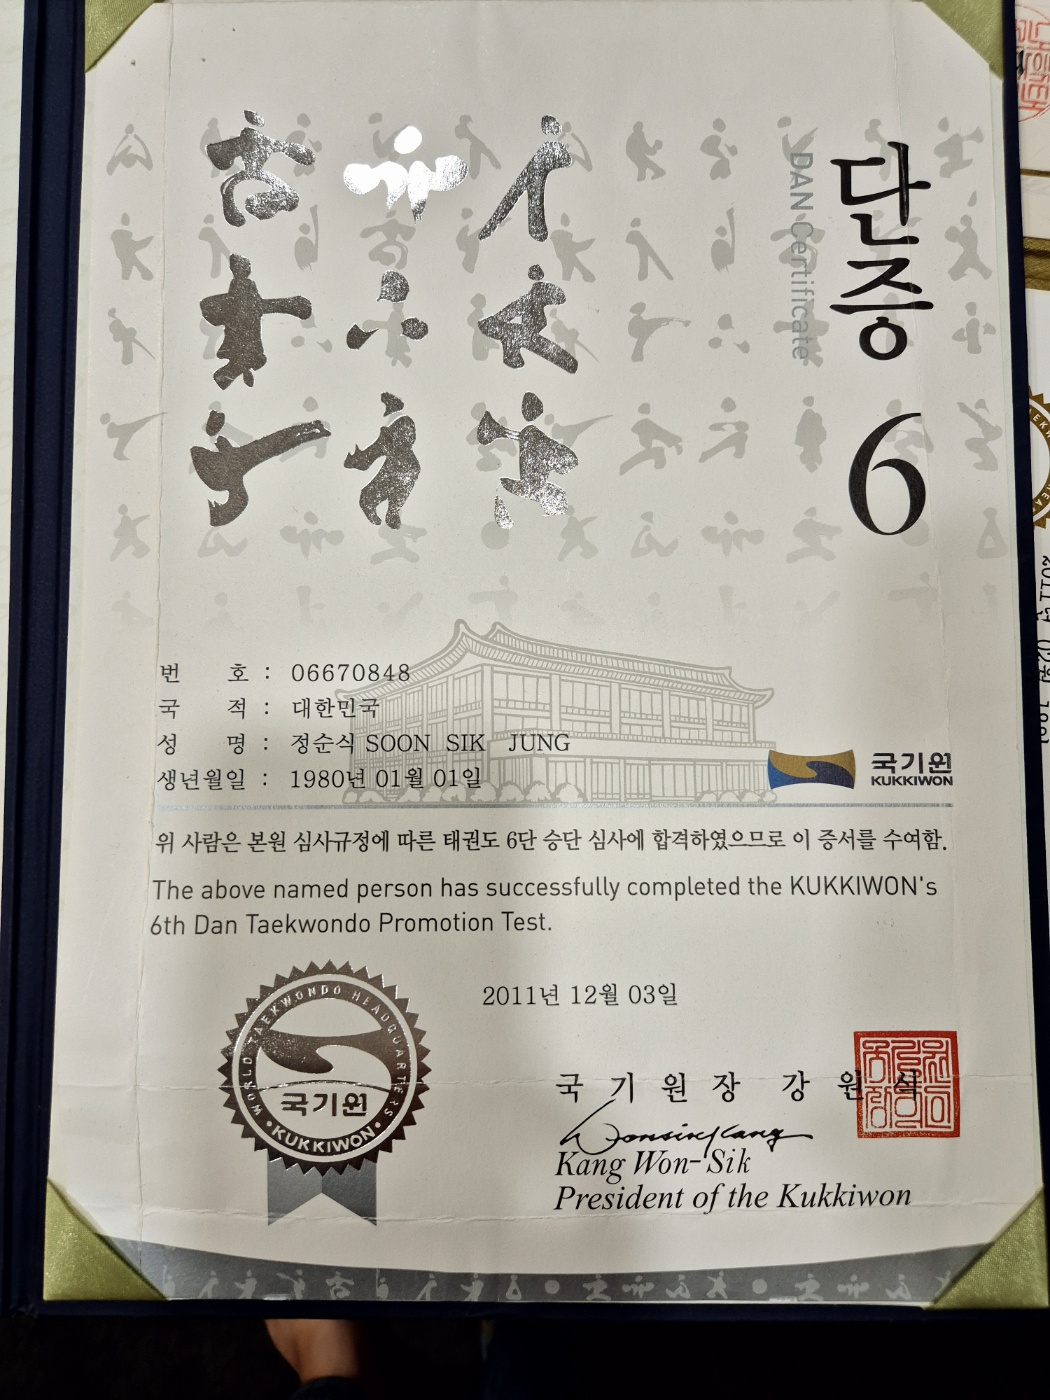 단증
DAN Certificate
6
번 호 : 06670848
국 적 : 대한민국
성 명 : 정순식 SOON SIK JUNG
생년월일 : 1980년 01월 01일
국기원
KUKKIWON
위 사람은 본원 심사규정에 따른 태권도 6단 승단 심사에 합격하였으므로 이 증서를 수여함.
The above named person has successfully completed the KUKKIWON's
6th Dan Taekwondo Promotion Test.
2011년 12월 03일
WORLD TAEKWONDO HEADQUARTERS
국기원
KUKKIWON
국 기 원 장 강 원 식
Kang Won-Sik
President of the Kukkiwon